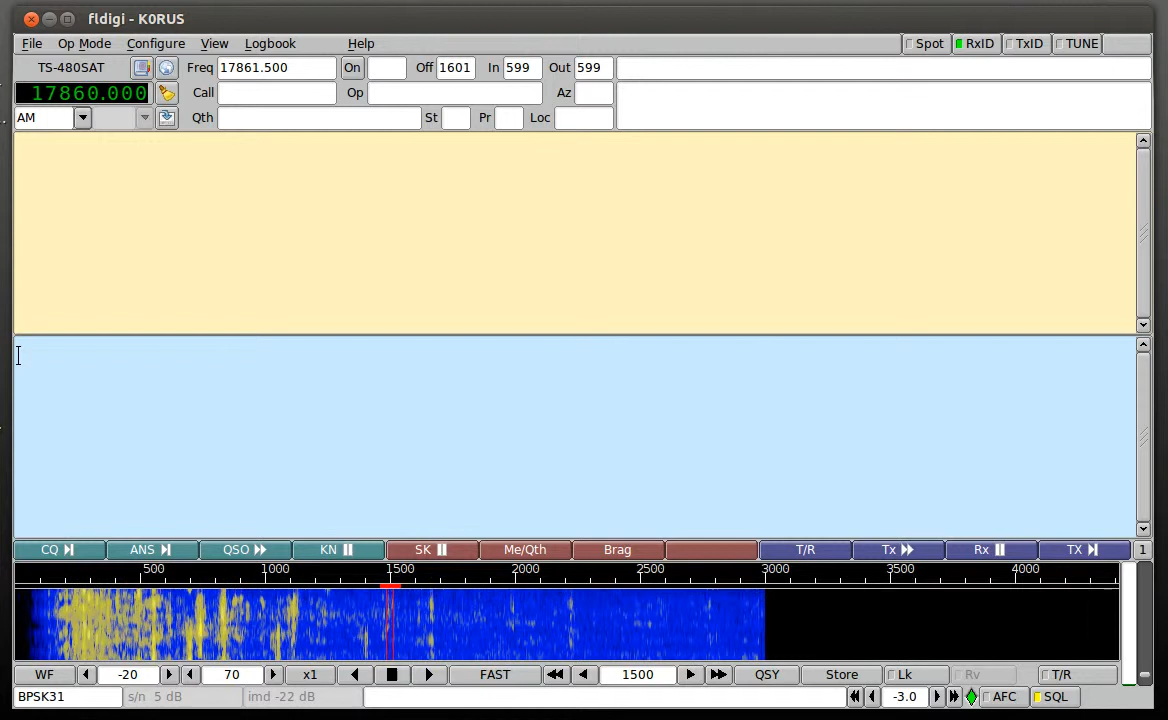 fldigi - K0RUS
File Op Mode Configure View Logbook Help Spot RxID TxID TUNE
TS-480SAT Freq 17861.500 On Off 1601 In 599 Out 599
17860.000 Call Op Az
AM Qth St Pr Loc
CQ ANS QSO KN SK Me/Qth Brag T/R Tx Rx TX 1
500 1000 1500 2000 2500 3000 3500 4000
WF -20 70 x1 FAST 1500 QSY Store Lk Rv T/R
BPSK31 s/n 5 dB imd -22 dB -3.0 AFC SQL